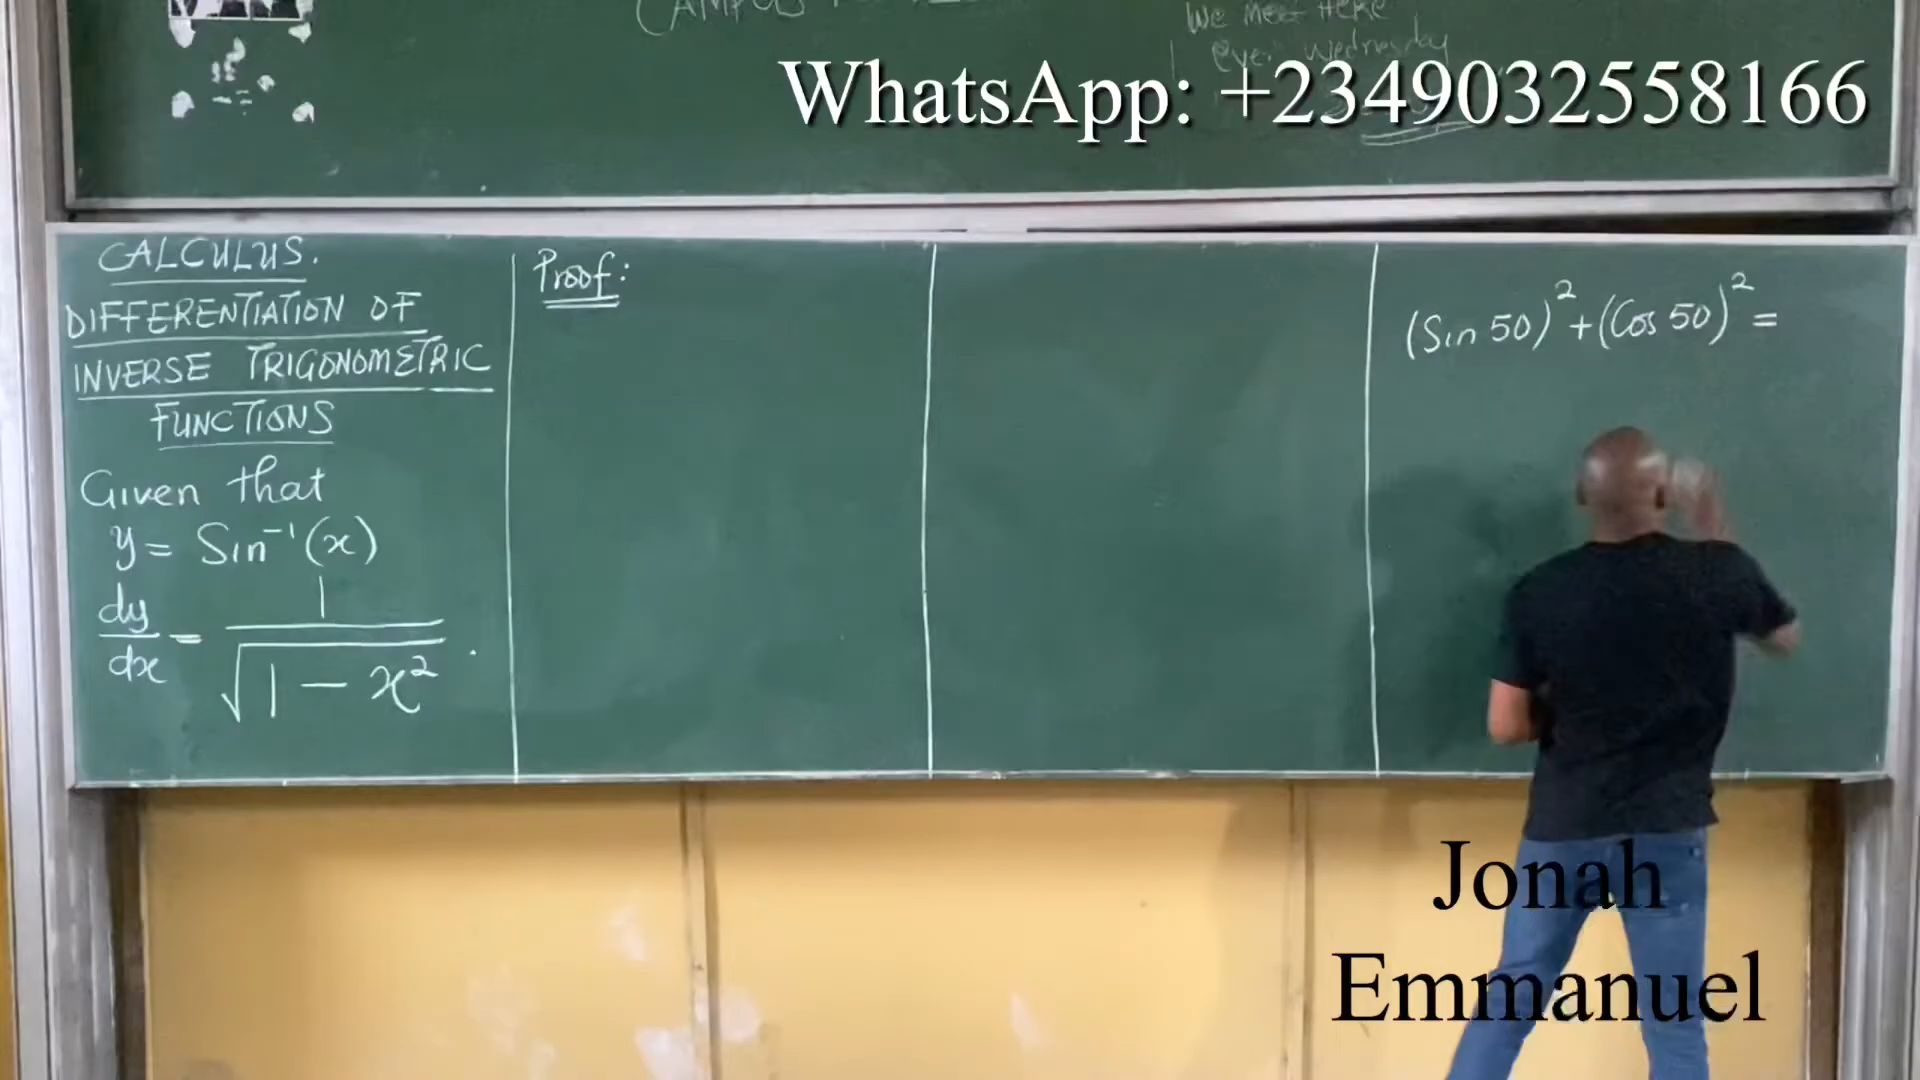 CAMPUS
We meet HERE
every Wednesday
WhatsApp: +2349032558166
CALCULUS.
DIFFERENTIATION OF
INVERSE TRIGONOMETRIC
FUNCTIONS
Given that
y = Sin⁻¹(x)
dy/dx = 1/√(1 − x²).
Proof:
(Sin 50)² + (Cos 50)² =
Jonah
Emmanuel